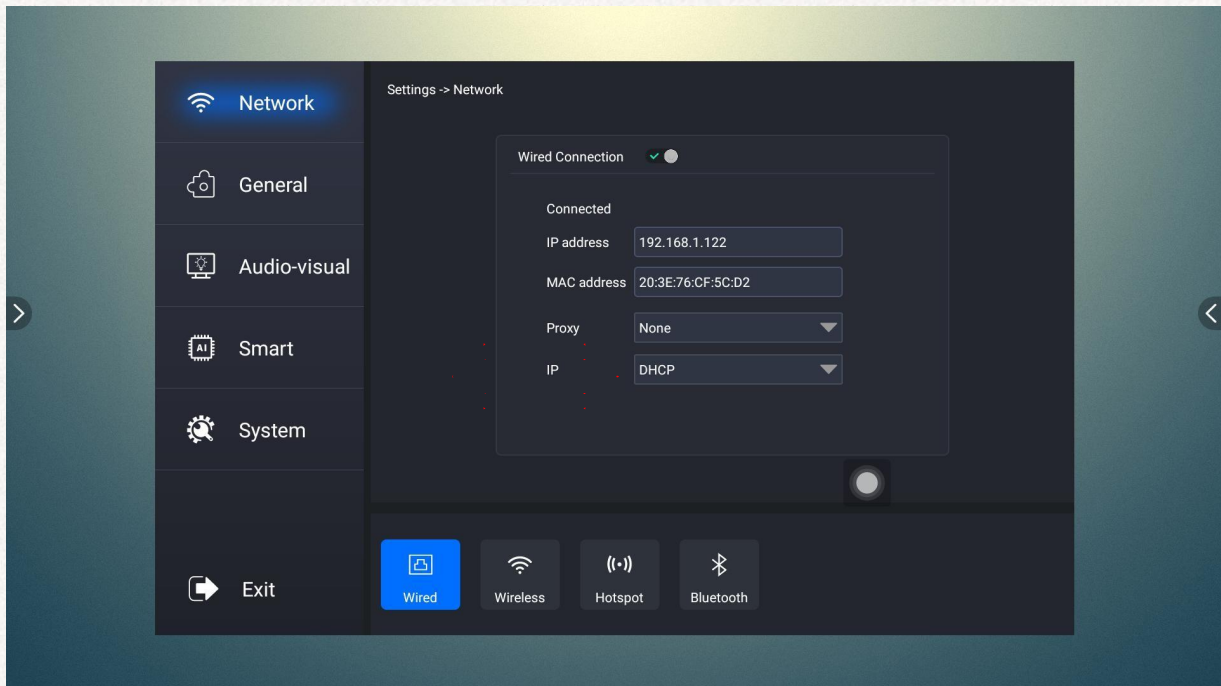 Network
General
Audio-visual
AI
Smart
System
Exit
Settings -> Network
Wired Connection
Connected
IP address 192.168.1.122
MAC address 20:3E:76:CF:5C:D2
Proxy None
IP DHCP
Wired Wireless Hotspot Bluetooth